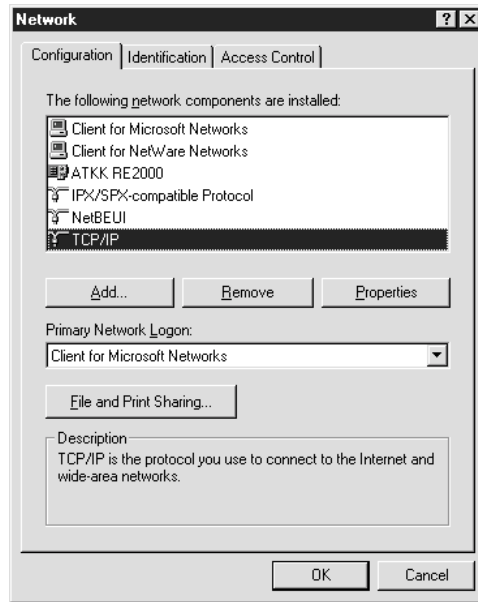 Network
Configuration Identification Access Control
The following network components are installed:
Client for Microsoft Networks
Client for NetWare Networks
ATKK RE2000
IPX/SPX-compatible Protocol
NetBEUI
TCP/IP
Add... Remove Properties
Primary Network Logon:
Client for Microsoft Networks
File and Print Sharing...
Description
TCP/IP is the protocol you use to connect to the Internet and
wide-area networks.
OK Cancel